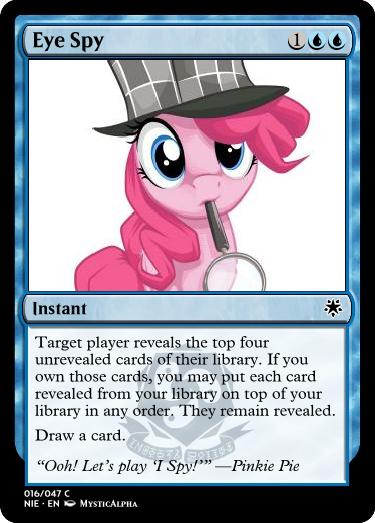 Eye Spy 1
Instant
Target player reveals the top four
unrevealed cards of their library. If you
own those cards, you may put each card
revealed from your library on top of your
library in any order. They remain revealed.
Draw a card.
“Ooh! Let's play ‘I Spy!’” —Pinkie Pie
016/047 C
NIE • EN MysticAlpha